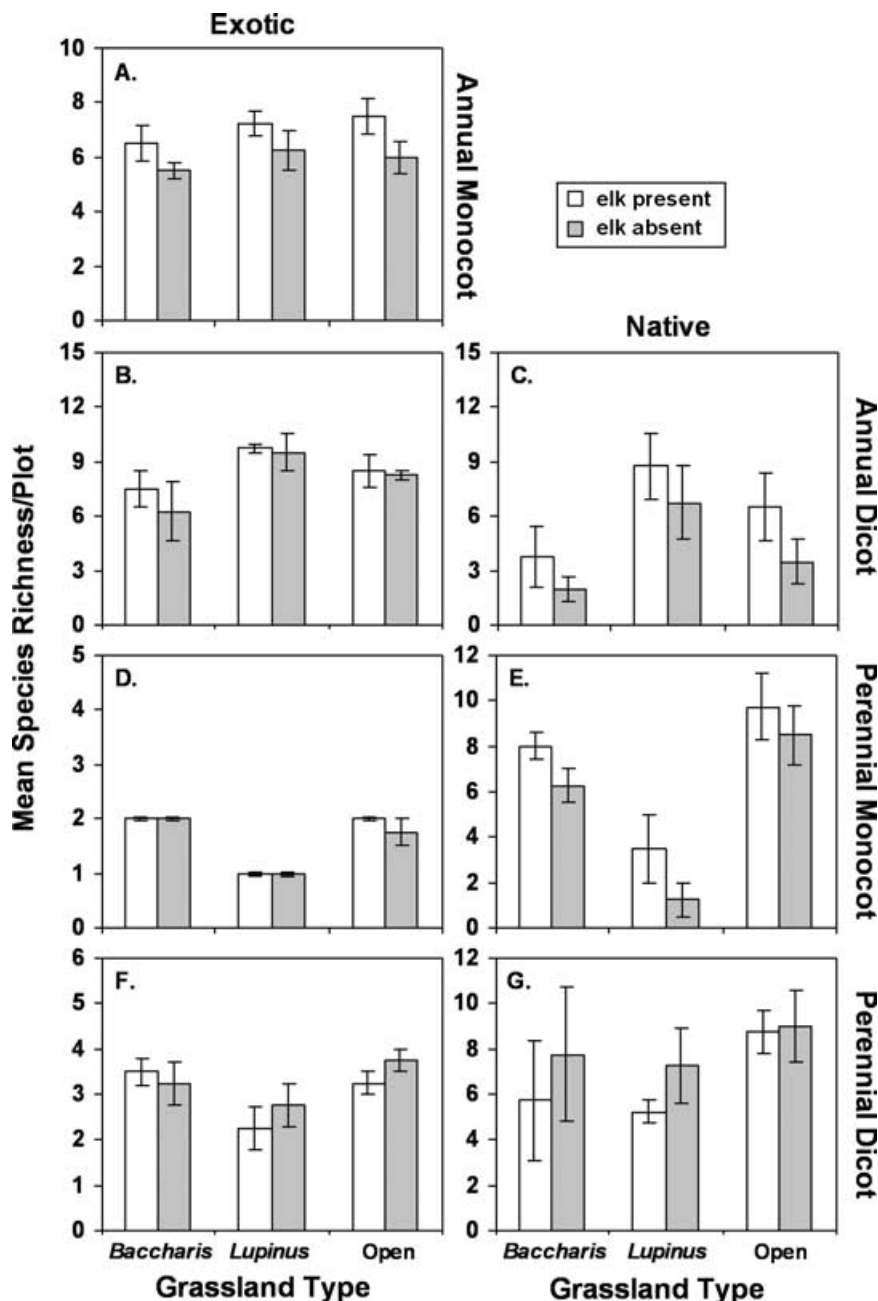 Exotic
A.
10
8
6
4
2
0
Annual Monocot
elk present
elk absent
Native
Mean Species Richness/Plot
B.
15
12
9
6
3
0
C.
15
12
9
6
3
0
Annual Dicot
D.
5
4
3
2
1
0
E.
12
10
8
6
4
2
0
Perennial Monocot
F.
6
5
4
3
2
1
0
G.
12
10
8
6
4
2
0
Perennial Dicot
Baccharis Lupinus Open
Baccharis Lupinus Open
Grassland Type
Grassland Type